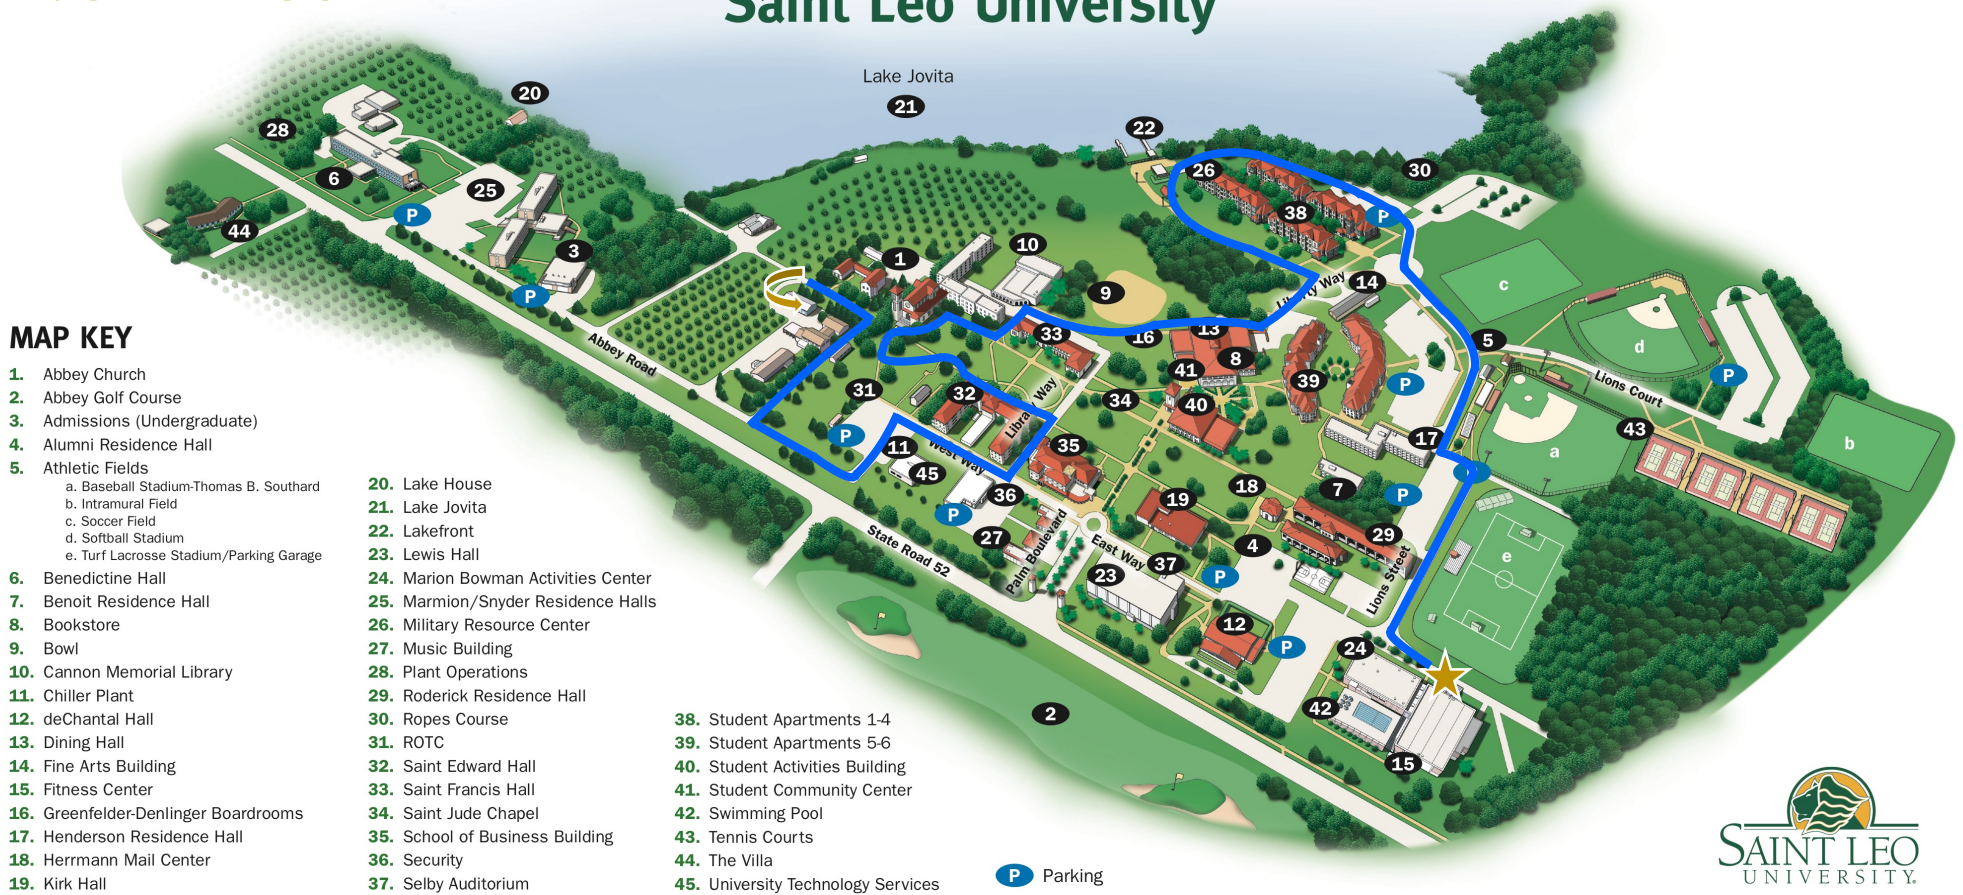 Saint Leo University
Lake Jovita
21
20
22
28
6
25
44
3
P
P
26
30
38
P
1
10
9
Liberty Way
14
c
5
d
Lions Court
P
Abbey Road
33
16
13
8
41
39
P
31
32
Library Way
34
40
17
43
b
a
P
11
West Way
45
35
P
36
P
18
7
P
19
29
e
State Road 52
27
Palm Boulevard
East Way
37
4
P
23
Lions Street
12
P
24
42
15
2
MAP KEY
1. Abbey Church
2. Abbey Golf Course
3. Admissions (Undergraduate)
4. Alumni Residence Hall
5. Athletic Fields
a. Baseball Stadium-Thomas B. Southard
b. Intramural Field
c. Soccer Field
d. Softball Stadium
e. Turf Lacrosse Stadium/Parking Garage
6. Benedictine Hall
7. Benoit Residence Hall
8. Bookstore
9. Bowl
10. Cannon Memorial Library
11. Chiller Plant
12. deChantal Hall
13. Dining Hall
14. Fine Arts Building
15. Fitness Center
16. Greenfelder-Denlinger Boardrooms
17. Henderson Residence Hall
18. Herrmann Mail Center
19. Kirk Hall
20. Lake House
21. Lake Jovita
22. Lakefront
23. Lewis Hall
24. Marion Bowman Activities Center
25. Marmion/Snyder Residence Halls
26. Military Resource Center
27. Music Building
28. Plant Operations
29. Roderick Residence Hall
30. Ropes Course
31. ROTC
32. Saint Edward Hall
33. Saint Francis Hall
34. Saint Jude Chapel
35. School of Business Building
36. Security
37. Selby Auditorium
38. Student Apartments 1-4
39. Student Apartments 5-6
40. Student Activities Building
41. Student Community Center
42. Swimming Pool
43. Tennis Courts
44. The Villa
45. University Technology Services
P Parking
SAINT LEO
UNIVERSITY.